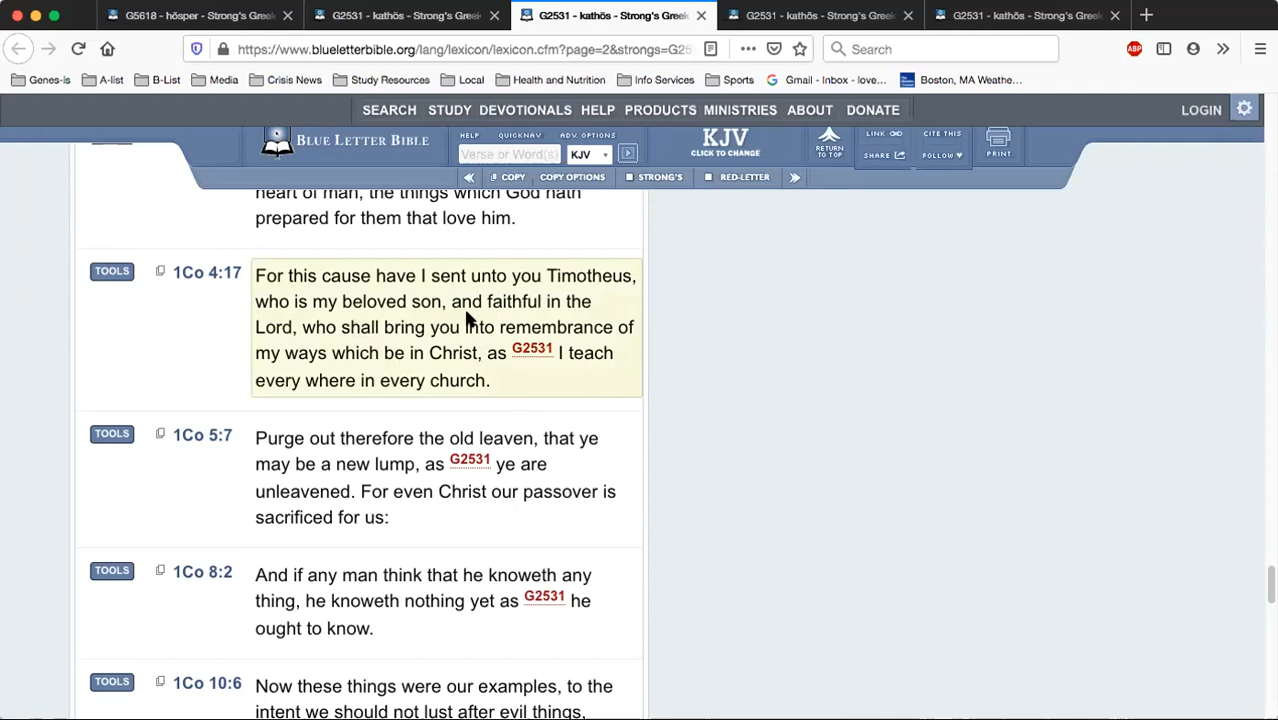 G5618 - hōsper - Strong's Greek
G2531 - kathōs - Strong's Greek
G2531 - kathōs - Strong's Greek
G2531 - kathōs - Strong's Greek
G2531 - kathōs - Strong's Greek
https://www.blueletterbible.org/lang/lexicon/lexicon.cfm?page=2&strongs=G25
Search
ABP
Genes-is
A-list
B-List
Media
Crisis News
Study Resources
Local
Health and Nutrition
Info Services
Sports
Gmail - Inbox - love...
Boston, MA Weathe...
SEARCH STUDY DEVOTIONALS HELP PRODUCTS MINISTRIES ABOUT DONATE
LOGIN
BLUE LETTER BIBLE
HELP QUICKNAV ADV. OPTIONS
Verse or Word(s)
KJV
KJV
CLICK TO CHANGE
RETURN
TO TOP
LINK
SHARE
CITE THIS
FOLLOW
PRINT
COPY COPY OPTIONS STRONG'S RED-LETTER
heart of man, the things which God hath
prepared for them that love him.
TOOLS 1Co 4:17
For this cause have I sent unto you Timotheus,
who is my beloved son, and faithful in the
Lord, who shall bring you into remembrance of
my ways which be in Christ, as G2531 I teach
every where in every church.
TOOLS 1Co 5:7
Purge out therefore the old leaven, that ye
may be a new lump, as G2531 ye are
unleavened. For even Christ our passover is
sacrificed for us:
TOOLS 1Co 8:2
And if any man think that he knoweth any
thing, he knoweth nothing yet as G2531 he
ought to know.
TOOLS 1Co 10:6
Now these things were our examples, to the
intent we should not lust after evil things,